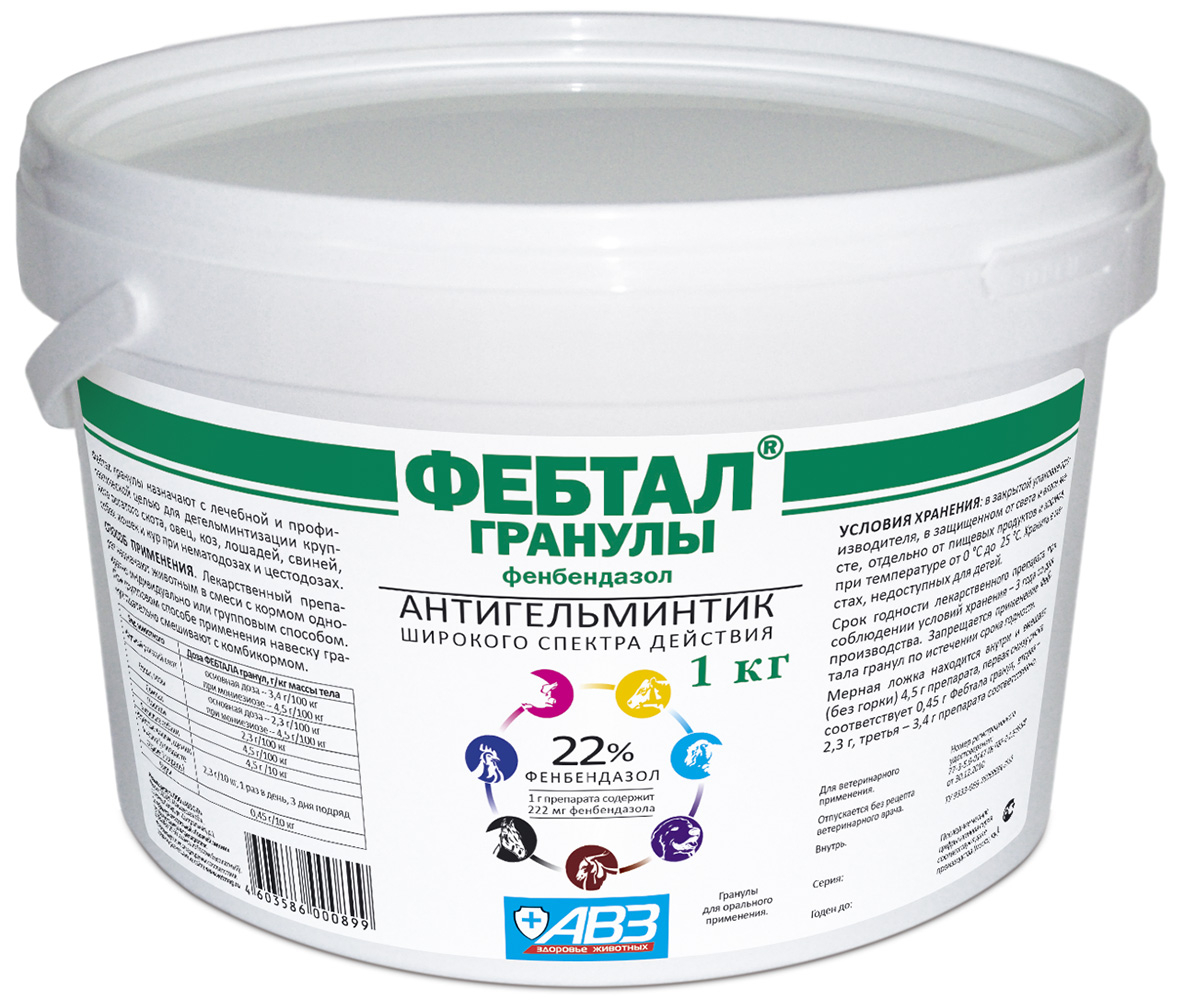 ФЕБТАЛ®
ГРАНУЛЫ
фенбендазол
АНТИГЕЛЬМИНТИК
ШИРОКОГО СПЕКТРА ДЕЙСТВИЯ
1 кг
22%
ФЕНБЕНДАЗОЛ
1 г препарата содержит
222 мг фенбендазола
АВЗ
здоровье животных
Гранулы
для орального
применения.
гранулы назначают с лечебной и профи-
целью для дегельминтизации круп-
рогатого скота, овец, коз, лошадей, свиней,
кошек и кур при нематодозах и цестодозах.
СПОСОБ ПРИМЕНЕНИЯ. Лекарственный препа-
назначают животным в смеси с кормом одно-
индивидуально или групповым способом.
групповом способе применения навеску гра-
смешивают с комбикормом.
Доза ФЕБТАЛА гранул, г/кг массы тела
основная доза – 3,4 г/100 кг
при мониезиозе – 4,5 г/100 кг
основная доза – 2,3 г/100 кг
при мониезиозе – 4,5 г/100 кг
2,3 г/100 кг
4,5 г/100 кг
4,5 г/10 кг
2,3 г/10 кг, 1 раз в день, 3 дня подряд
0,45 г/10 кг
4 603586 000899
УСЛОВИЯ ХРАНЕНИЯ: в закрытой упаковке про-
изводителя, в защищенном от света и влаги ме-
сте, отдельно от пищевых продуктов и кормов
при температуре от 0 °С до 25 °С. Хранить в ме-
стах, недоступных для детей.
Срок годности лекарственного препарата при
соблюдении условий хранения – 3 года со дня
производства. Запрещается применение Феб-
тала гранул по истечении срока годности.
Мерная ложка находится внутри и вмещает
(без горки) 4,5 г препарата, первая снизу риска
соответствует 0,45 г Фебтала гранул, вторая –
2,3 г, третья – 3,4 г препарата соответственно
Для ветеринарного
применения.
Отпускается без рецепта
ветеринарного врача.
Внутрь.
Серия:
Годен до:
Номер регистрационного
удостоверения:
от 30.12.2010